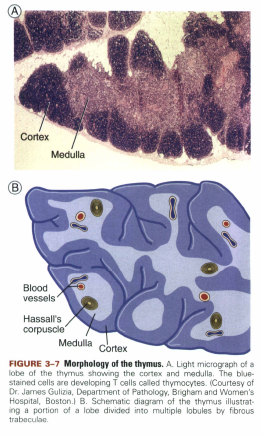 A
Cortex
Medulla
B
Blood
vessels
Hassall's
corpuscle
Medulla
Cortex
FIGURE 3–7 Morphology of the thymus. A. Light micrograph of a
lobe of the thymus showing the cortex and medulla. The blue-
stained cells are developing T cells called thymocytes. (Courtesy of
Dr. James Gulizia, Department of Pathology, Brigham and Women's
Hospital, Boston.) B. Schematic diagram of the thymus illustrat-
ing a portion of a lobe divided into multiple lobules by fibrous
trabeculae.